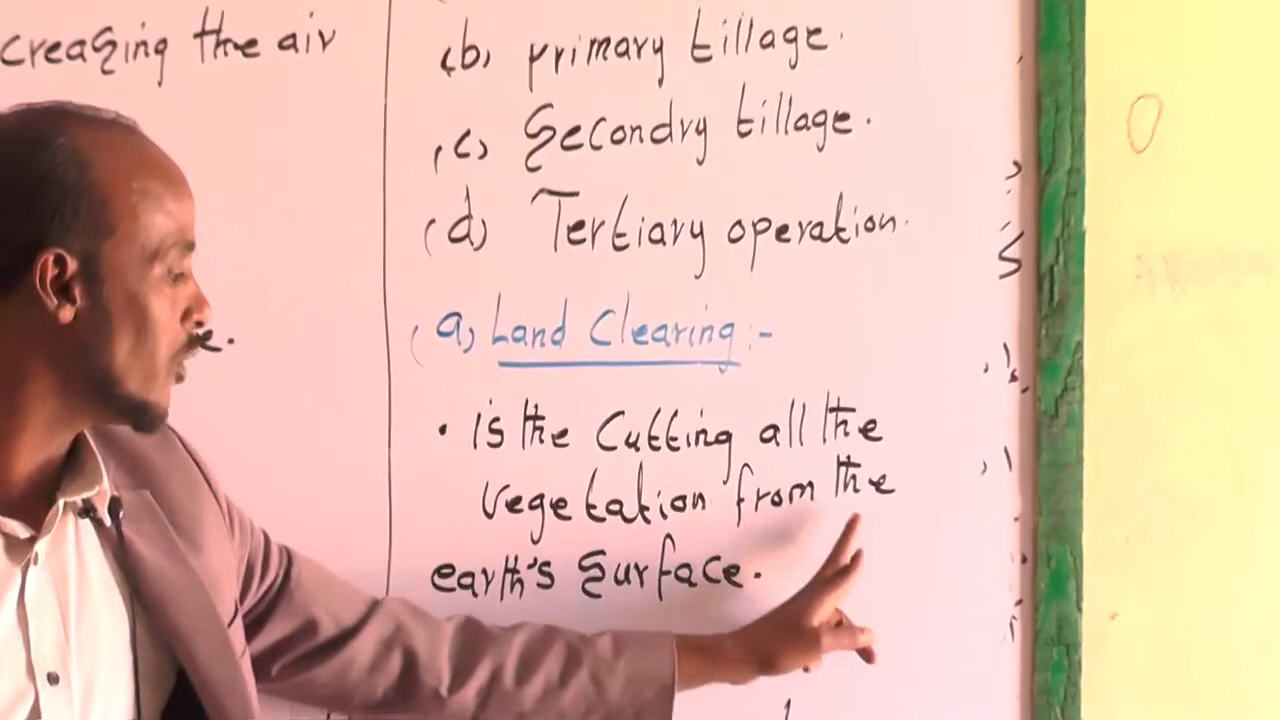 creasing the air
e.
(b) primary tillage.
(c) Secondry tillage.
(d) Tertiary operation.
(a) Land Clearing:-
• Is the Cutting all the
vegetation from the
earth's Surface.